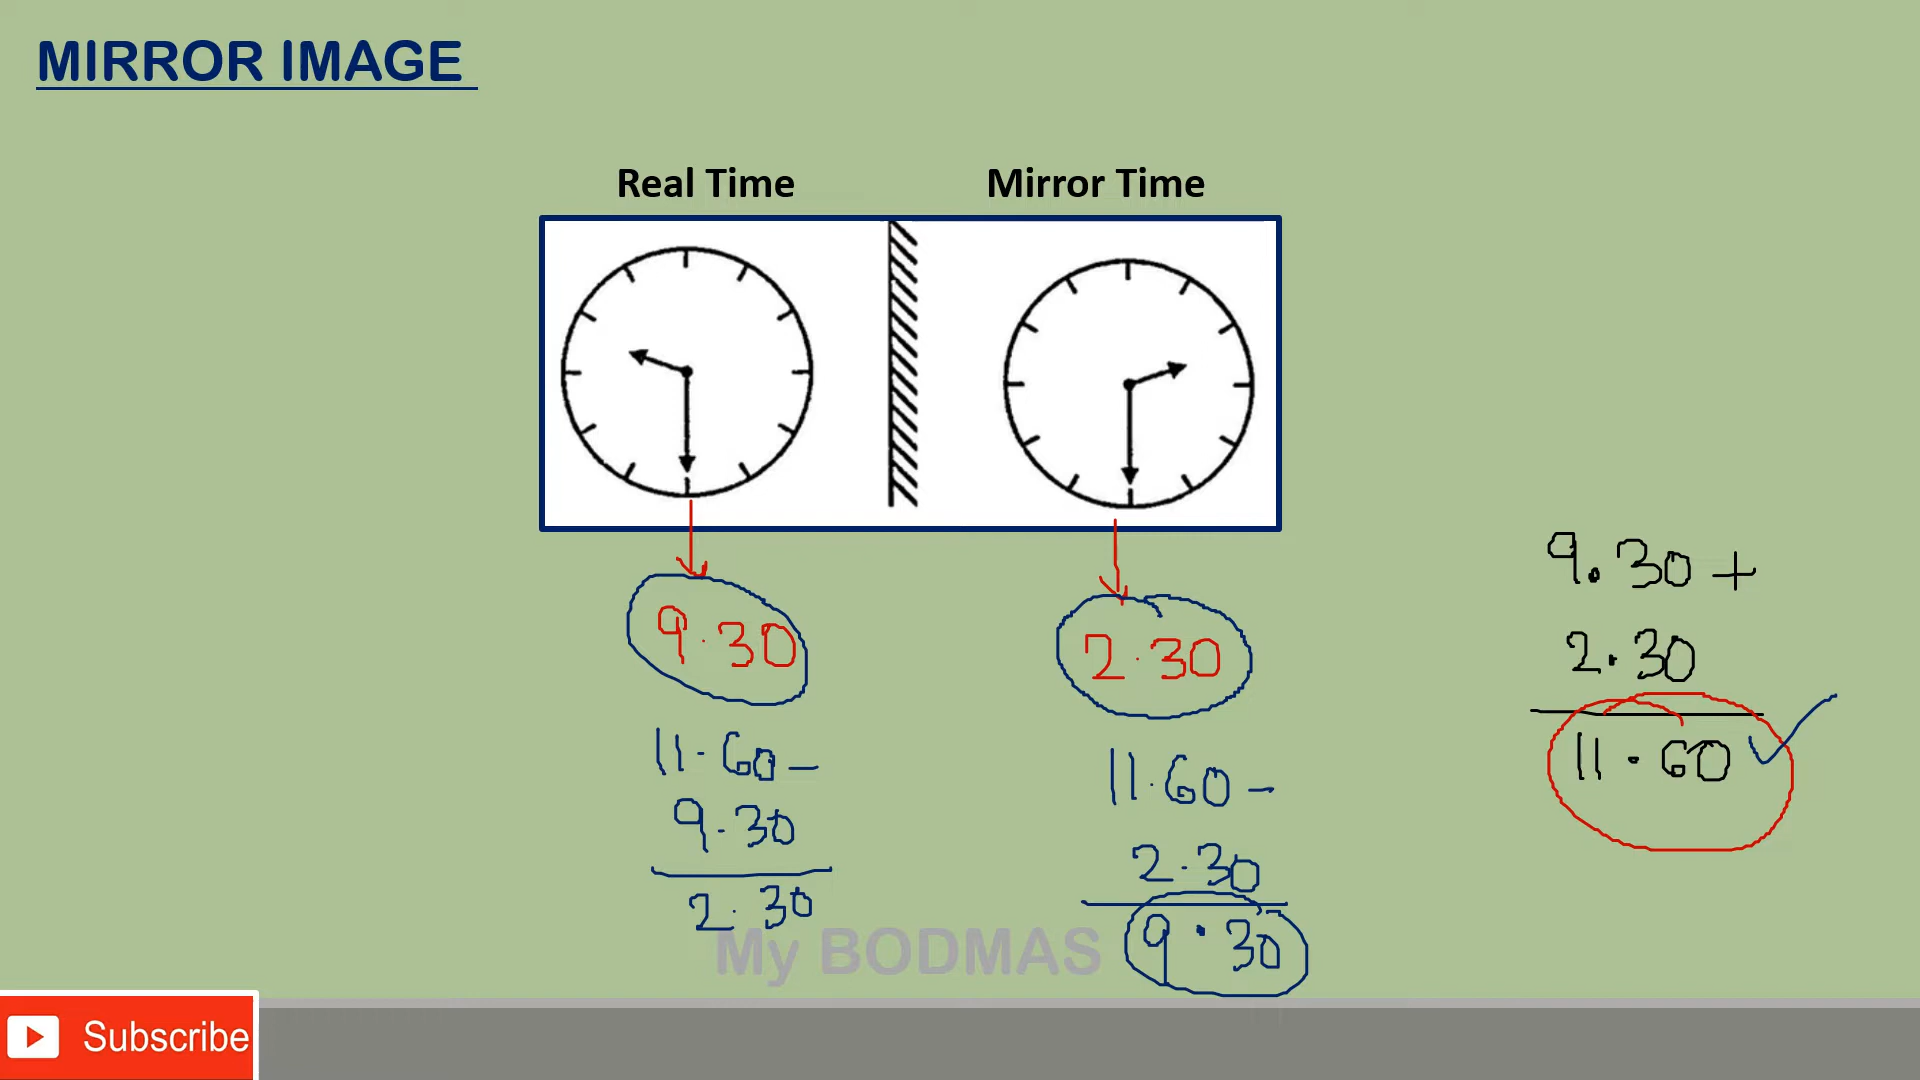 MIRROR IMAGE
Real Time
Mirror Time
9.30
2.30
11.60 -
9.30
2.30
11.60 -
2.30
9.30
9.30 +
2.30
11.60
My BODMAS
Subscribe